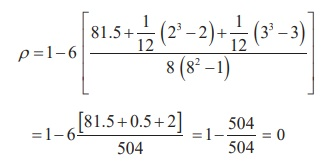 ρ = 1 – 6 [ (81.5 + 1/12 (2³ – 2) + 1/12 (3³ – 3)) / (8 (8² – 1)) ]
= 1 – 6 [81.5 + 0.5 + 2] / 504 = 1 – 504/504 = 0